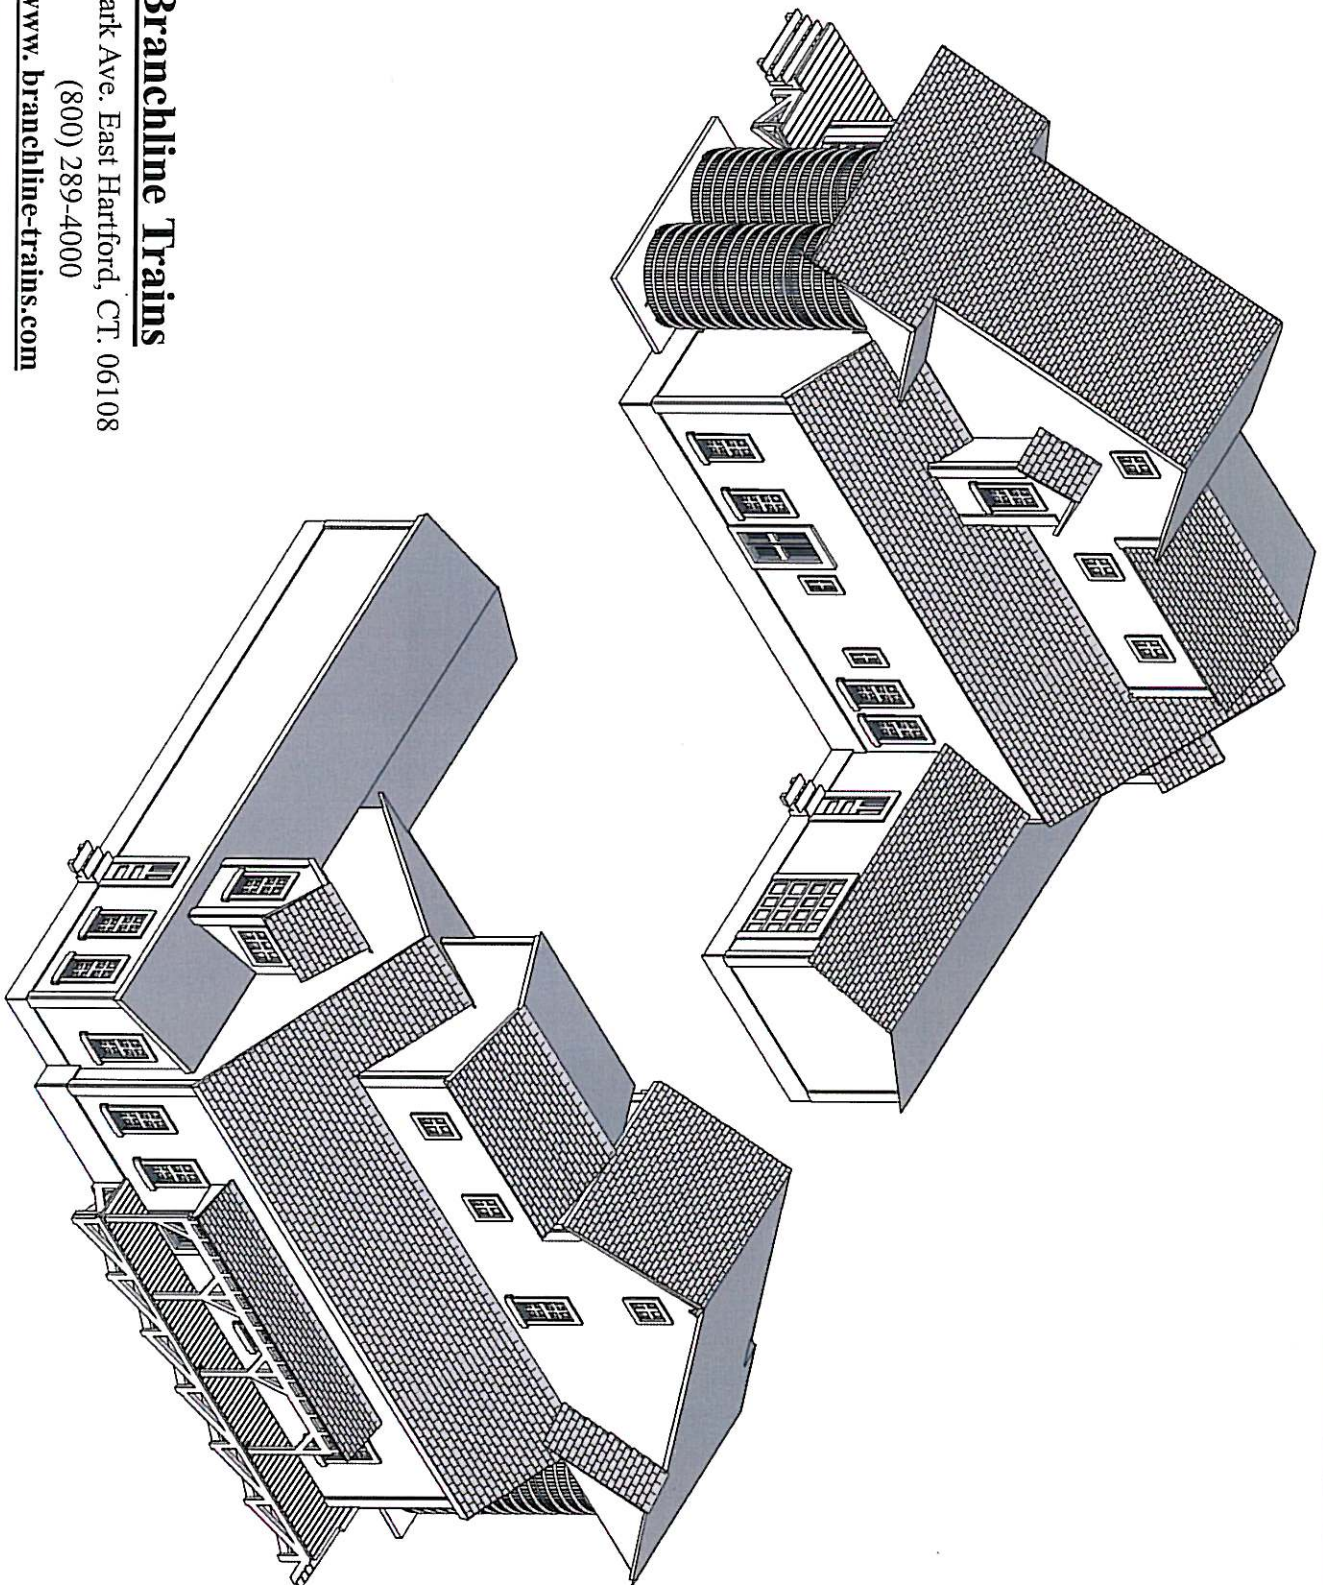 Branchline Trains
ark Ave. East Hartford, CT. 06108
(800) 289-4000
www. branchline-trains.com